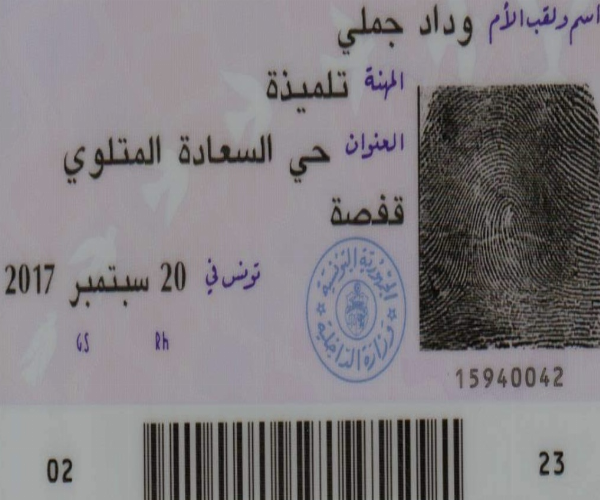 اسم ولقب الأم وداد جملي
المهنة تلميذة
العنوان حي السعادة المتلوي
قفصة
تونس في 20 سبتمبر 2017
GS Rh
الجمهورية التونسية
وزارة الداخلية
15940042
02 23